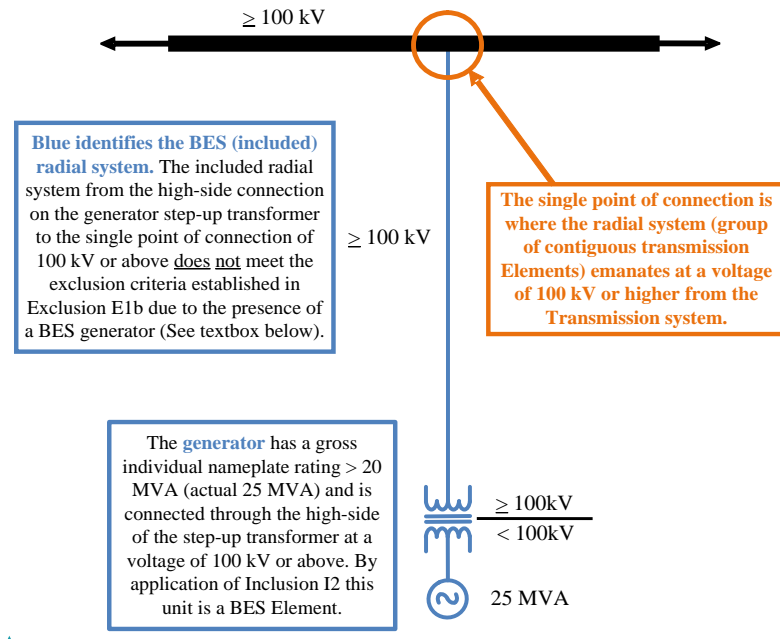 ≥ 100 kV
Blue identifies the BES (included)
radial system. The included radial
system from the high-side connection
on the generator step-up transformer
to the single point of connection of
100 kV or above does not meet the
exclusion criteria established in
Exclusion E1b due to the presence of
a BES generator (See textbox below).
≥ 100 kV
The single point of connection is
where the radial system (group
of contiguous transmission
Elements) emanates at a voltage
of 100 kV or higher from the
Transmission system.
The generator has a gross
individual nameplate rating > 20
MVA (actual 25 MVA) and is
connected through the high-side
of the step-up transformer at a
voltage of 100 kV or above. By
application of Inclusion I2 this
unit is a BES Element.
≥ 100kV
< 100kV
25 MVA